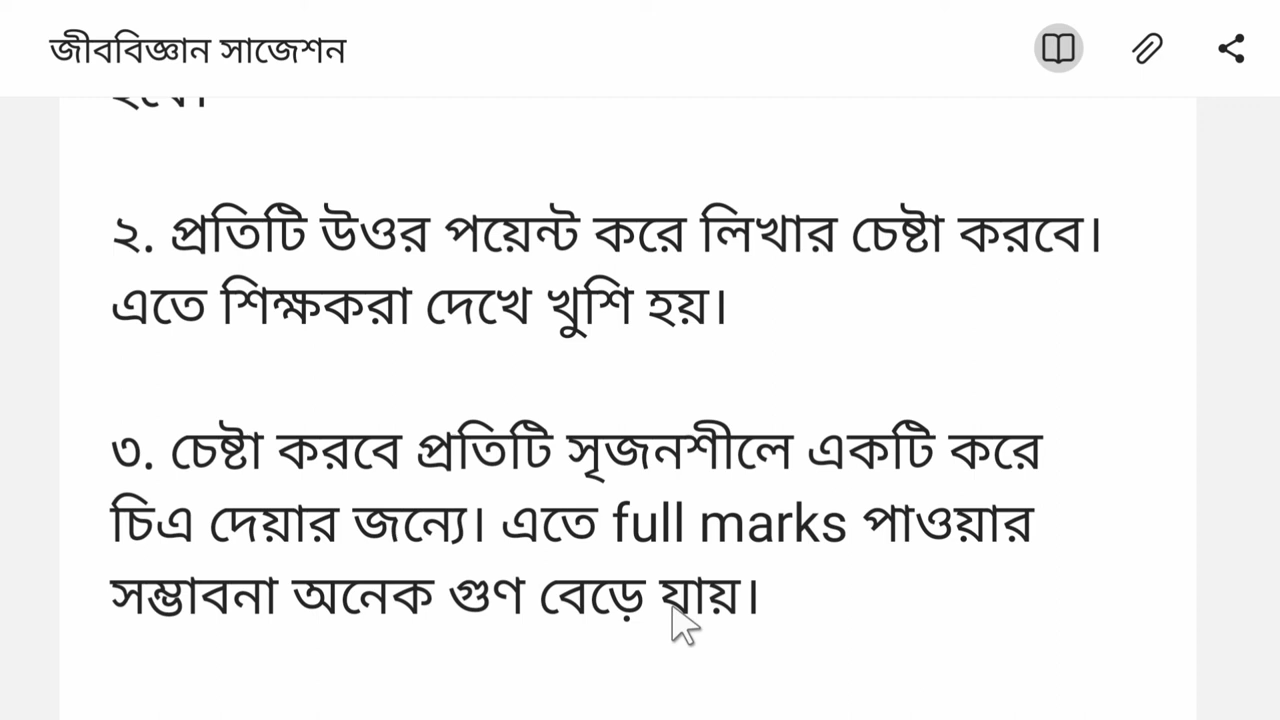 জীববিজ্ঞান সাজেশন
২. প্রতিটি উওর পয়েন্ট করে লিখার চেষ্টা করবে।
এতে শিক্ষকরা দেখে খুশি হয়।
৩. চেষ্টা করবে প্রতিটি সৃজনশীলে একটি করে
চিএ দেয়ার জন্যে। এতে full marks পাওয়ার
সম্ভাবনা অনেক গুণ বেড়ে যায়।